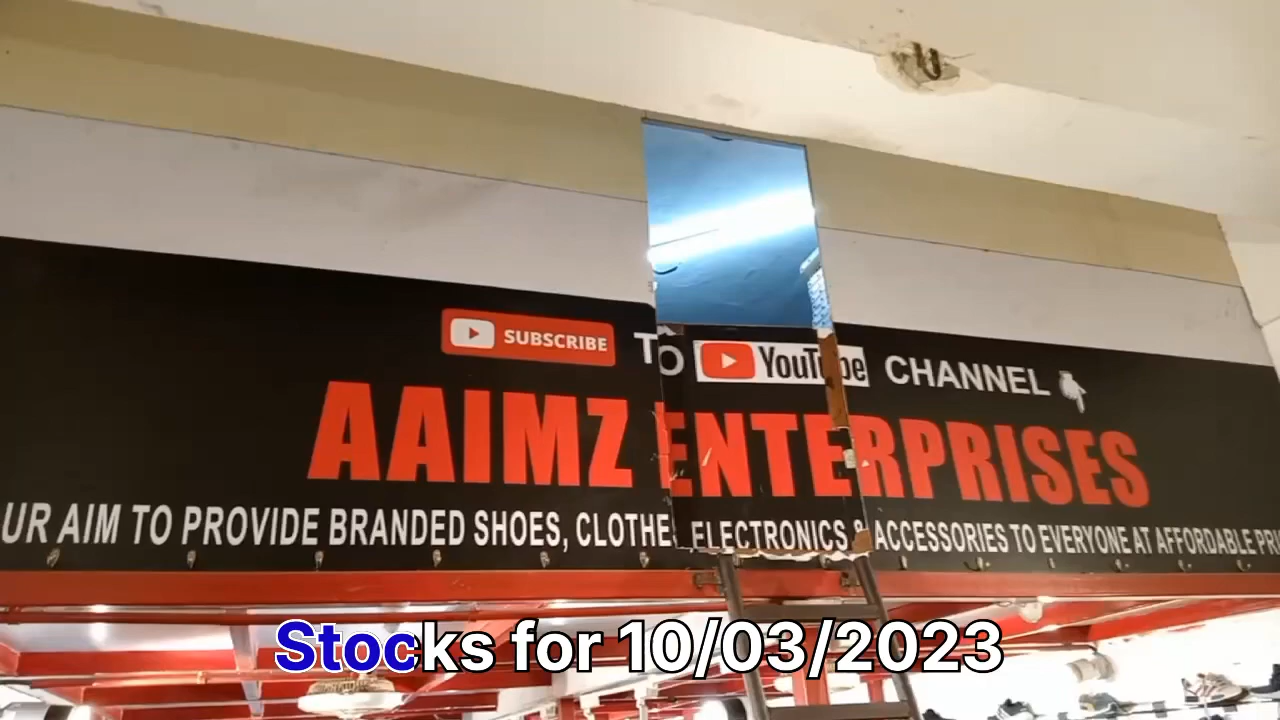 SUBSCRIBE TO YouTube CHANNEL
AAIMZ ENTERPRISES
UR AIM TO PROVIDE BRANDED SHOES, CLOTHE ELECTRONICS & ACCESSORIES TO EVERYONE AT AFFORDABLE PRI
Stocks for 10/03/2023